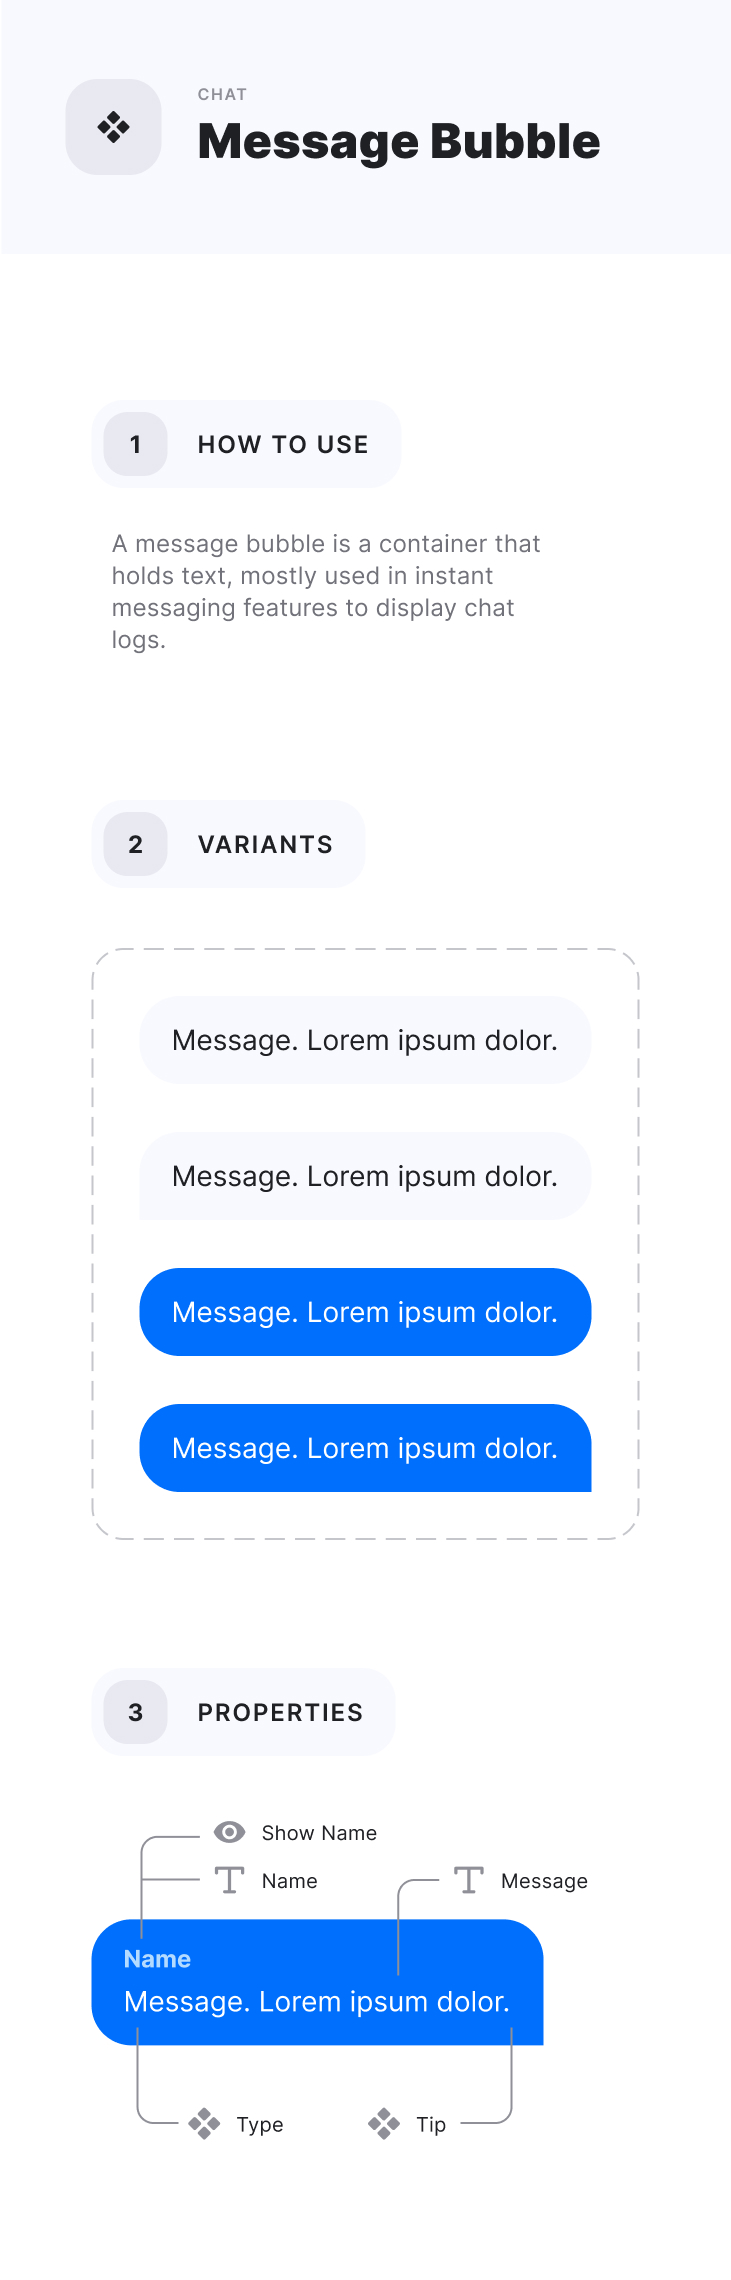 CHAT
Message Bubble
1
HOW TO USE
A message bubble is a container that
holds text, mostly used in instant
messaging features to display chat
logs.
2
VARIANTS
Message. Lorem ipsum dolor.
Message. Lorem ipsum dolor.
Message. Lorem ipsum dolor.
Message. Lorem ipsum dolor.
3
PROPERTIES
Show Name
Name
Message
Name
Message. Lorem ipsum dolor.
Type
Tip